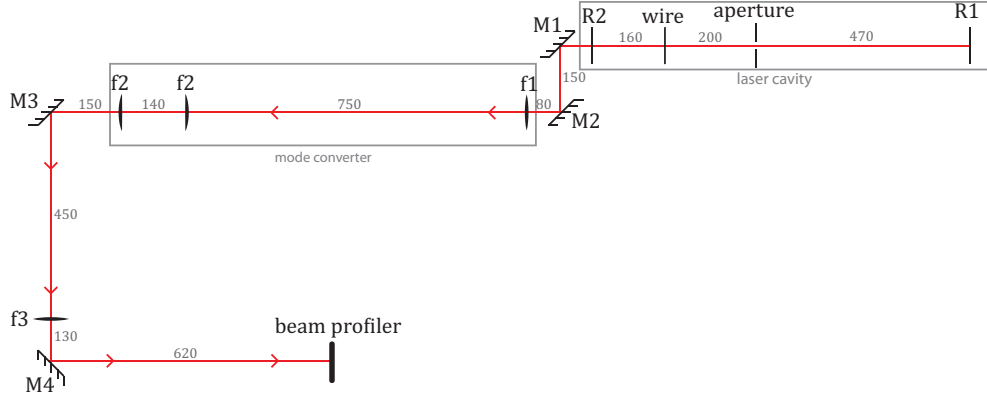 R2 wire aperture R1
M1
160 200 470
laser cavity
150
M2
f2 f2 f1
M3
150 140 750 80
mode converter
450
f3
130
beam profiler
620
M4